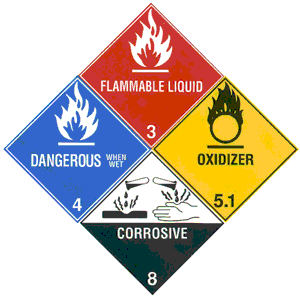 FLAMMABLE LIQUID
3
DANGEROUS WHEN WET
4
OXIDIZER
5.1
CORROSIVE
8